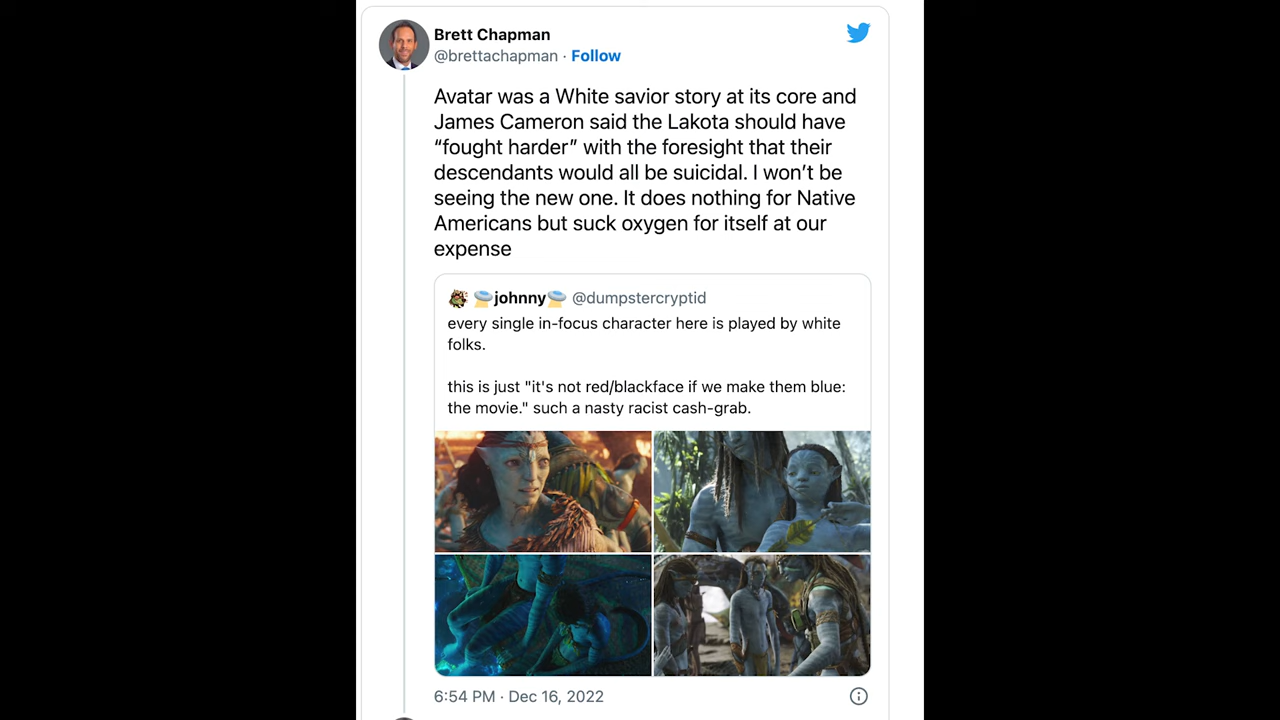 Brett Chapman
@brettachapman · Follow
Avatar was a White savior story at its core and
James Cameron said the Lakota should have
“fought harder” with the foresight that their
descendants would all be suicidal. I won’t be
seeing the new one. It does nothing for Native
Americans but suck oxygen for itself at our
expense
johnny @dumpstercryptid
every single in-focus character here is played by white
folks.
this is just "it's not red/blackface if we make them blue:
the movie." such a nasty racist cash-grab.
6:54 PM · Dec 16, 2022